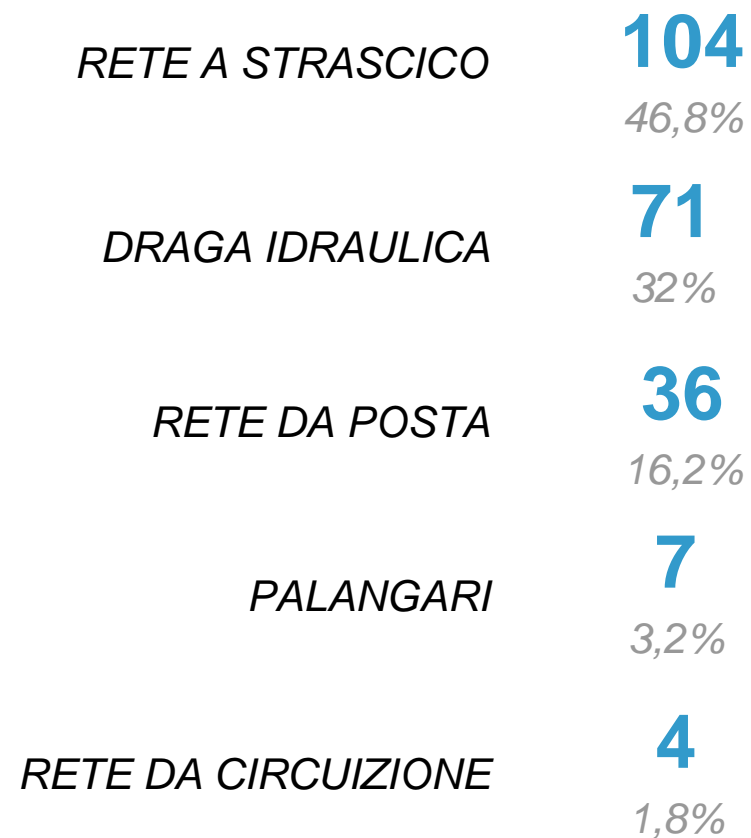 RETE A STRASCICO
104
46,8%
DRAGA IDRAULICA
71
32%
RETE DA POSTA
36
16,2%
PALANGARI
7
3,2%
RETE DA CIRCUIZIONE
4
1,8%